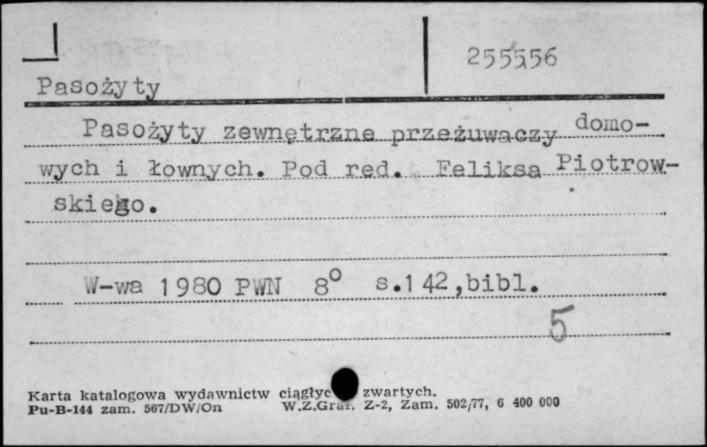 255556
Pasożyty
Pasożyty zewnętrzne przeżuwaczy domo-
wych i łownych. Pod red. Feliksa Piotrow-
skiego.
W-wa 1980 PWN 8° s.142,bibl.
5
Karta katalogowa wydawnictw ciągłyc zwartych.
Pu-B-144 zam. 567/DW/On W.Z.Graf. Z-2, Zam. 502/77, 6 400 000